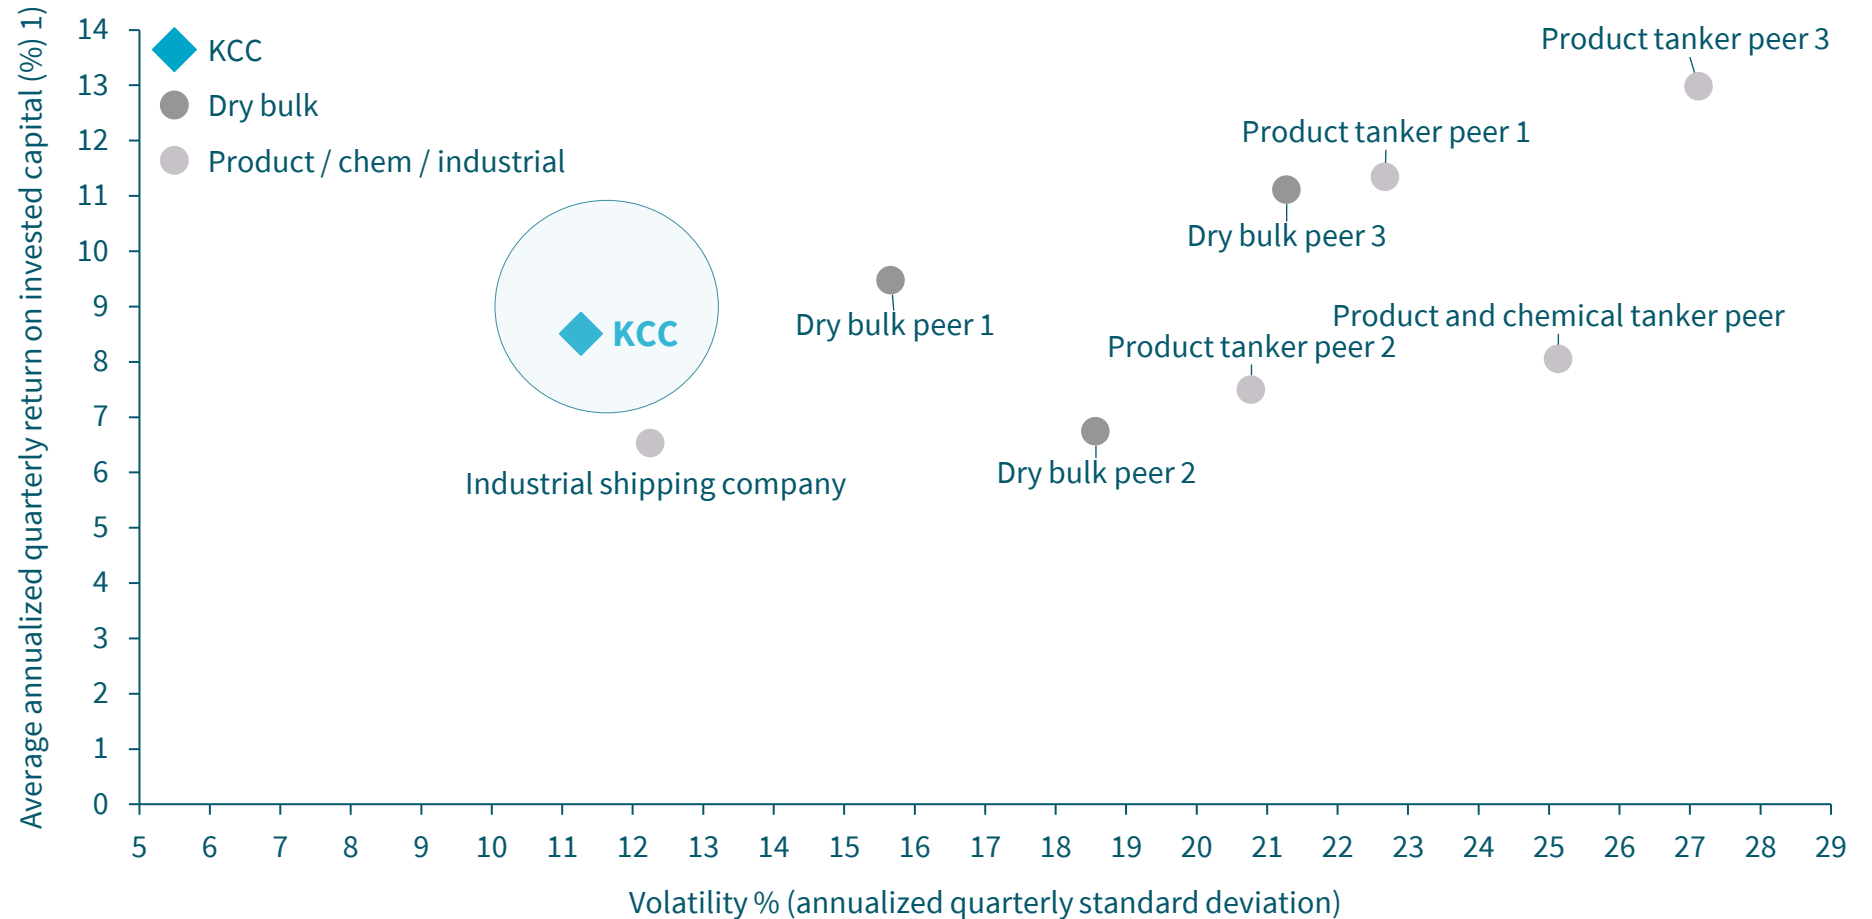 Average annualized quarterly return on invested capital (%) 1)
14
13
12
11
10
9
8
7
6
5
4
3
2
1
0
KCC
Dry bulk
Product / chem / industrial
Product tanker peer 3
Product tanker peer 1
Dry bulk peer 3
Dry bulk peer 1
KCC
Product and chemical tanker peer
Product tanker peer 2
Dry bulk peer 2
Industrial shipping company
5 6 7 8 9 10 11 12 13 14 15 16 17 18 19 20 21 22 23 24 25 26 27 28 29
Volatility % (annualized quarterly standard deviation)